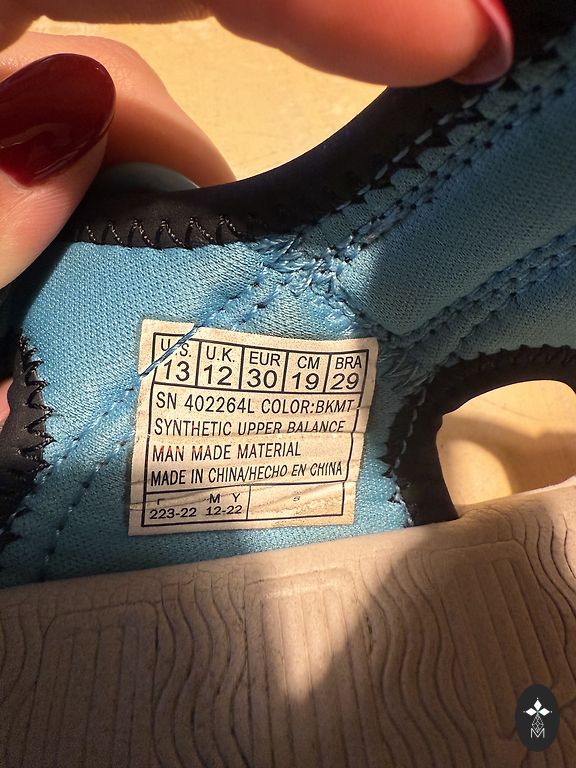 U.S. U.K. EUR CM BRA
13 12 30 19 29
SN 402264L COLOR:BKMT
SYNTHETIC UPPER BALANCE
MAN MADE MATERIAL
MADE IN CHINA/HECHO EN CHINA
M Y
223-22 12-22
M